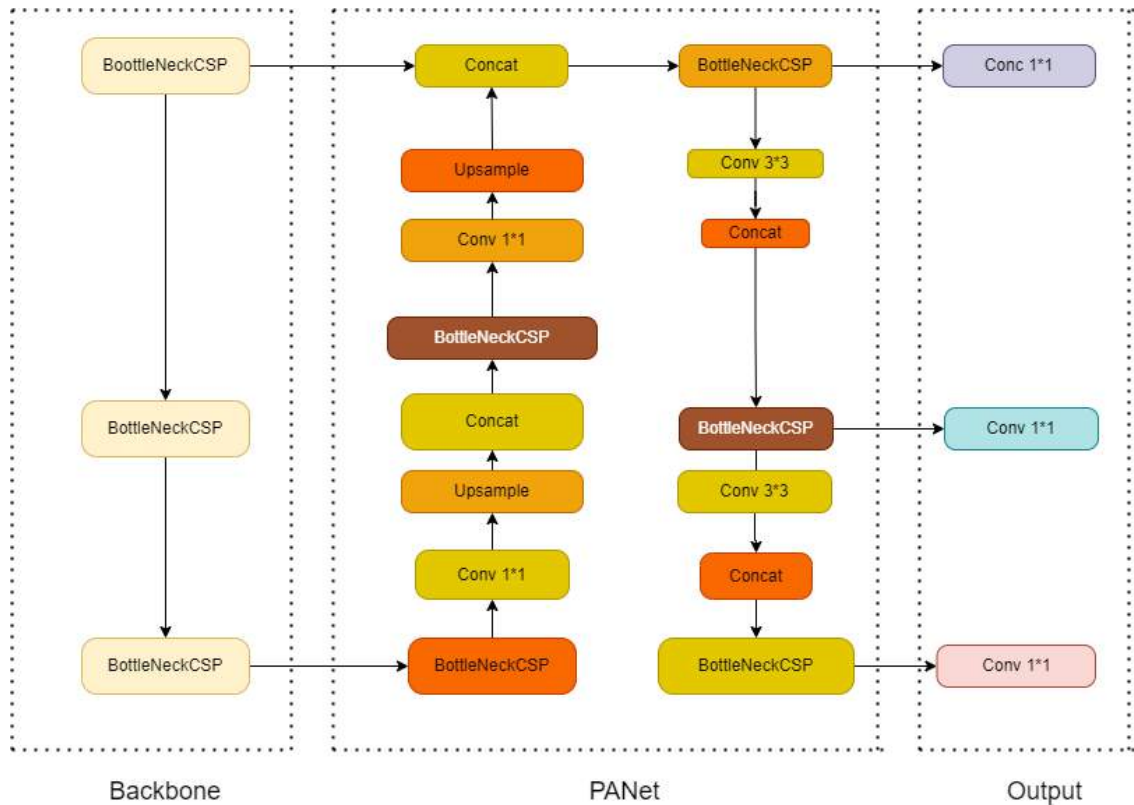 BoottleNeckCSP
Concat
BottleNeckCSP
Conc 1*1
Upsample
Conv 3*3
Conv 1*1
Concat
BottleNeckCSP
Concat
BottleNeckCSP
BottleNeckCSP
Conv 1*1
Upsample
Conv 3*3
Conv 1*1
Concat
BottleNeckCSP
BottleNeckCSP
BottleNeckCSP
Conv 1*1
Backbone
PANet
Output